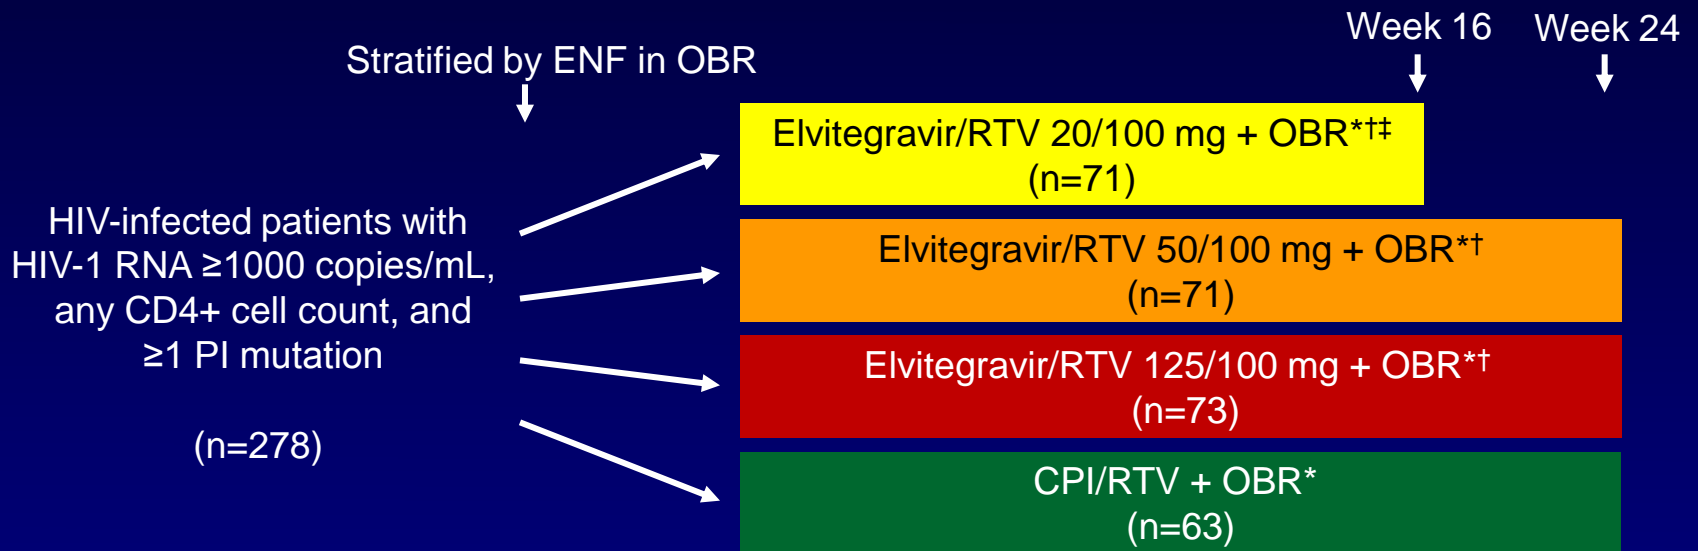 Week 16
Week 24
Stratified by ENF in OBR
HIV-infected patients with
HIV-1 RNA ≥1000 copies/mL,
any CD4+ cell count, and
≥1 PI mutation
(n=278)
Elvitegravir/RTV 20/100 mg + OBR*†‡
(n=71)
Elvitegravir/RTV 50/100 mg + OBR*†
(n=71)
Elvitegravir/RTV 125/100 mg + OBR*†
(n=73)
CPI/RTV + OBR*
(n=63)